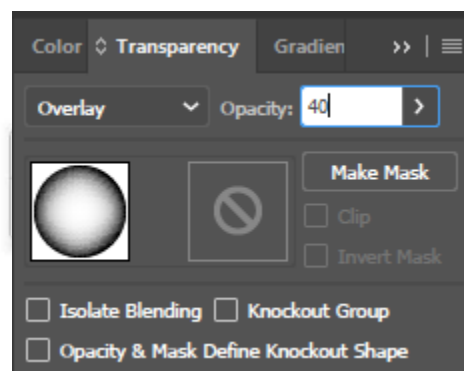 Color Transparency Gradien
Overlay Opacity: 40
Make Mask
Clip
Invert Mask
Isolate Blending Knockout Group
Opacity & Mask Define Knockout Shape